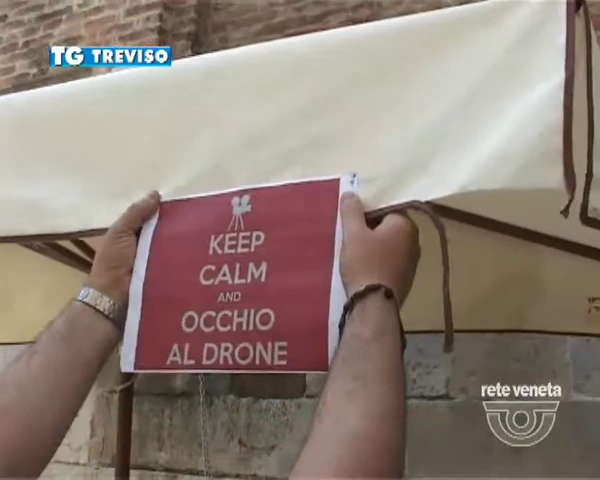 TG TREVISO
KEEP
CALM
AND
OCCHIO
AL DRONE
rete veneta